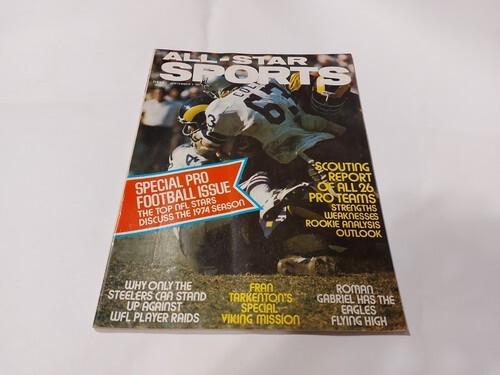 ALL-STAR
SPORTS
63
SPECIAL PRO
FOOTBALL ISSUE
THE TOP NFL STARS
DISCUSS THE 1974 SEASON
SCOUTING
REPORT
OF ALL 26
PRO TEAMS
STRENGTHS
WEAKNESSES
ROOKIE ANALYSIS
OUTLOOK
WHY ONLY THE
STEELERS CAN STAND
UP AGAINST
WFL PLAYER RAIDS
FRAN
TARKENTON'S
SPECIAL
VIKING MISSION
ROMAN
GABRIEL HAS THE
EAGLES
FLYING HIGH